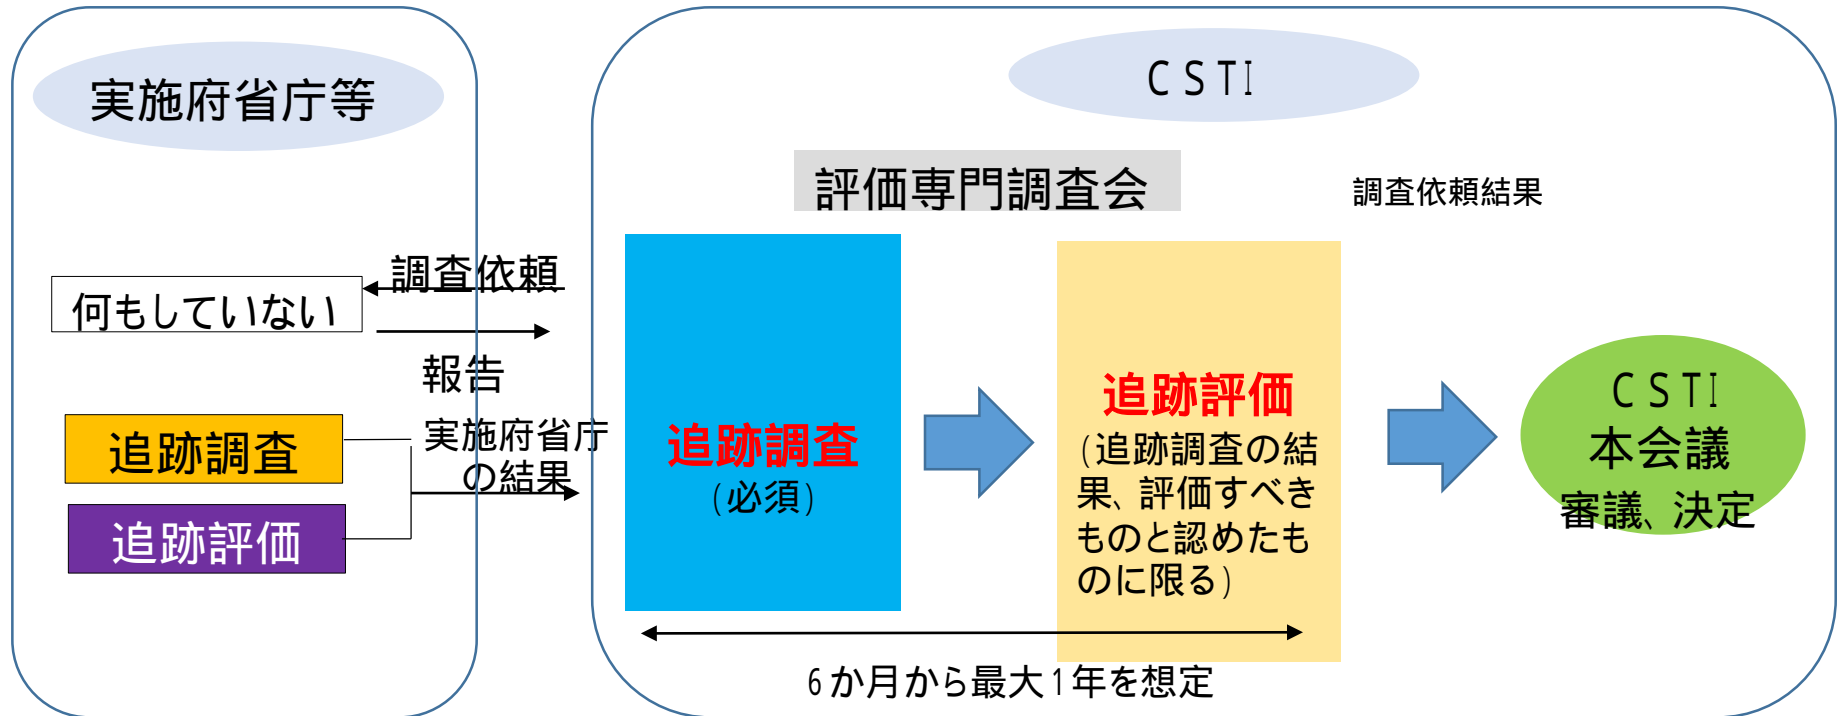 実施府省庁等
何もしていない
調査依頼
報告
追跡調査
追跡評価
実施府省庁
の結果
ＣＳＴＩ
評価専門調査会
調査依頼結果
追跡調査
（必須）
追跡評価
（追跡調査の結
果、評価すべき
ものと認めたも
のに限る）
6か月から最大1年を想定
ＣＳＴＩ
本会議
審議、決定